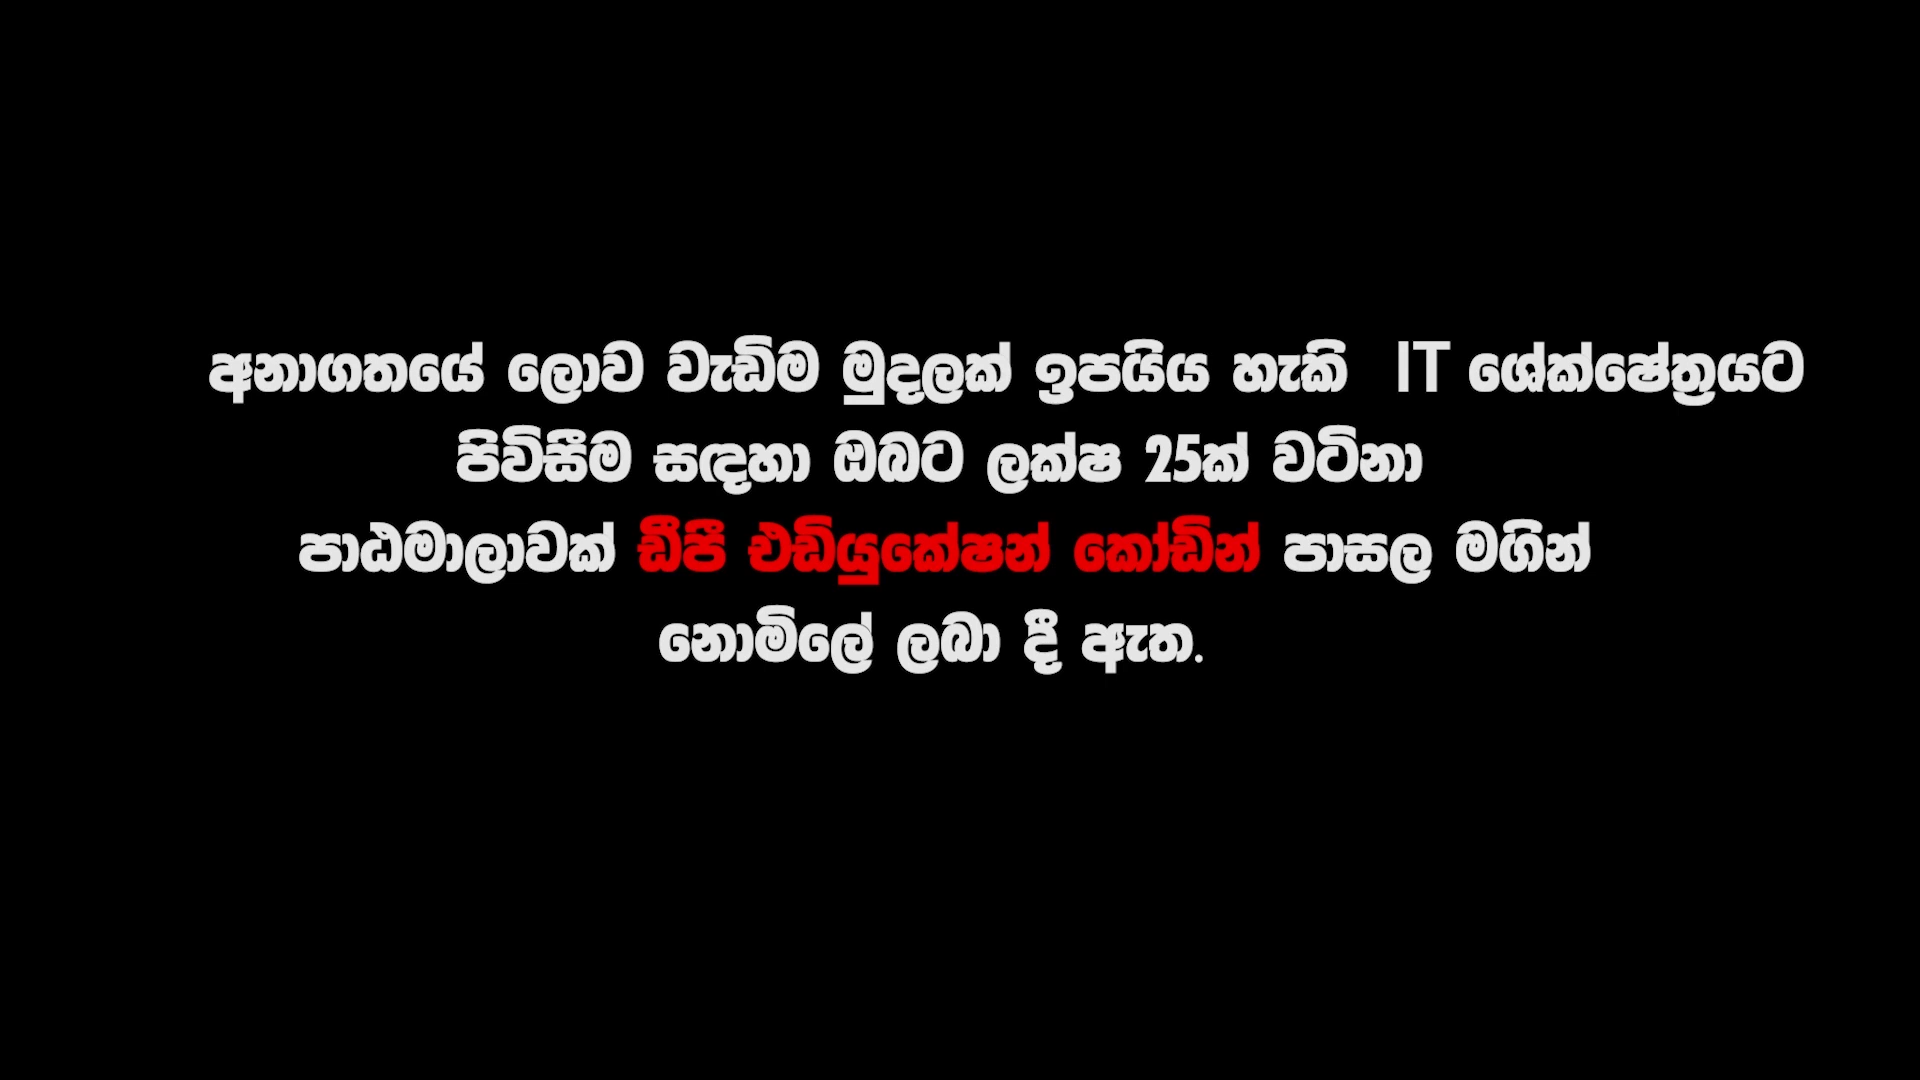 අනාගතයේ ලොව වැඩිම මුදලක් ඉපයිය හැකි IT ශේක්ෂේත්‍රයට
පිවිසීම සඳහා ඔබට ලක්ෂ 25ක් වටිනා
පාඨමාලාවක් ඩීපී එඩියුකේෂන් කෝඩින් පාසල මගින්
නොමිලේ ලබා දී ඇත.